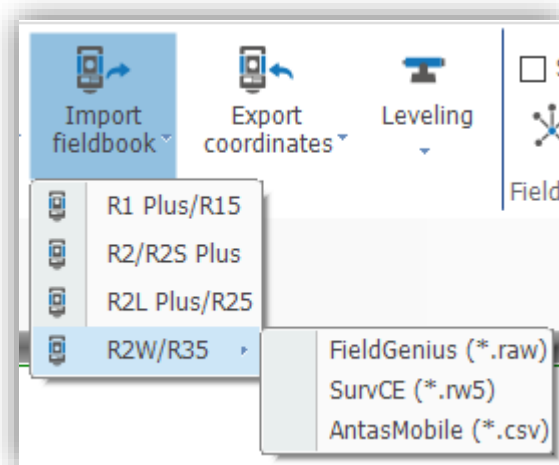 Import
fieldbook
Export
coordinates
Leveling
Field
R1 Plus/R15
R2/R2S Plus
R2L Plus/R25
R2W/R35
FieldGenius (*.raw)
SurvCE (*.rw5)
AntasMobile (*.csv)